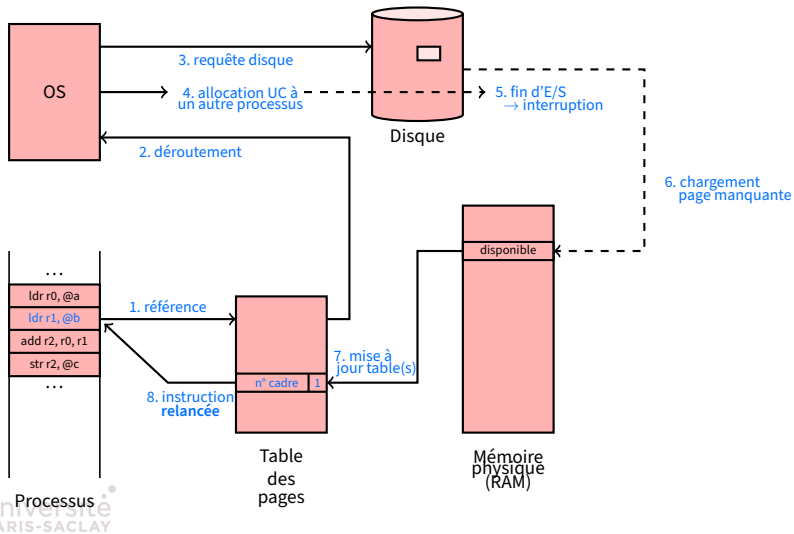 3. requête disque
OS
4. allocation UC à
un autre processus
5. fin d'E/S
→ interruption
Disque
2. déroutement
6. chargement
page manquante
disponible
...
ldr r0, @a
ldr r1, @b
add r2, r0, r1
str r2, @c
...
1. référence
7. mise à
jour table(s)
n° cadre 1
8. instruction
relancée
Table
des
pages
Mémoire
physique
(RAM)
Processus
université
PARIS-SACLAY